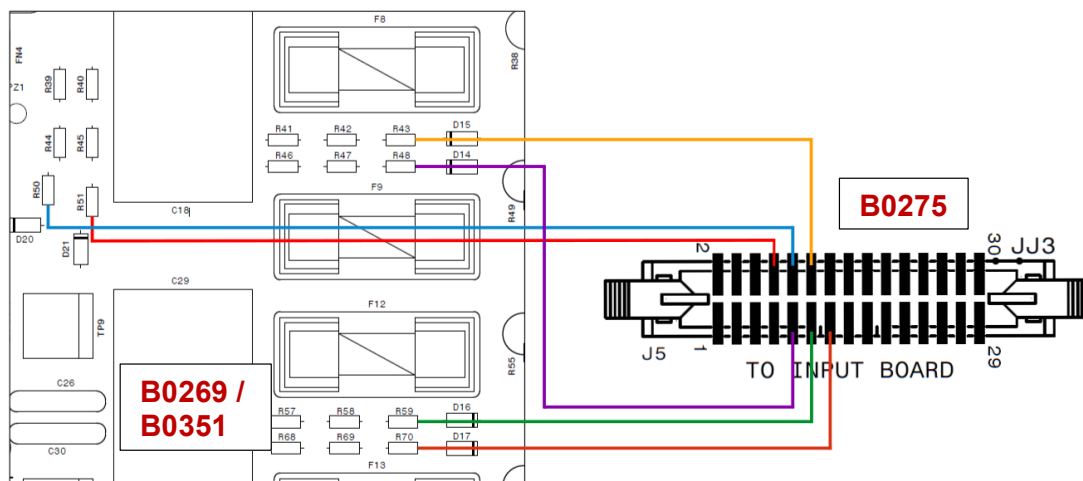 F8
FN4
R38
R39
R40
PZ1
R41
R42
R43
D15
R44
R45
R46
R47
R48
D14
R50
R51
F9
R49
C18
D20
D21
B0275
C29
2
30
JJ3
F12
TP9
R55
J5
1
29
TO INPUT BOARD
C26
B0269 /
B0351
R57
R58
R59
D16
R68
R69
R70
D17
C30
F13